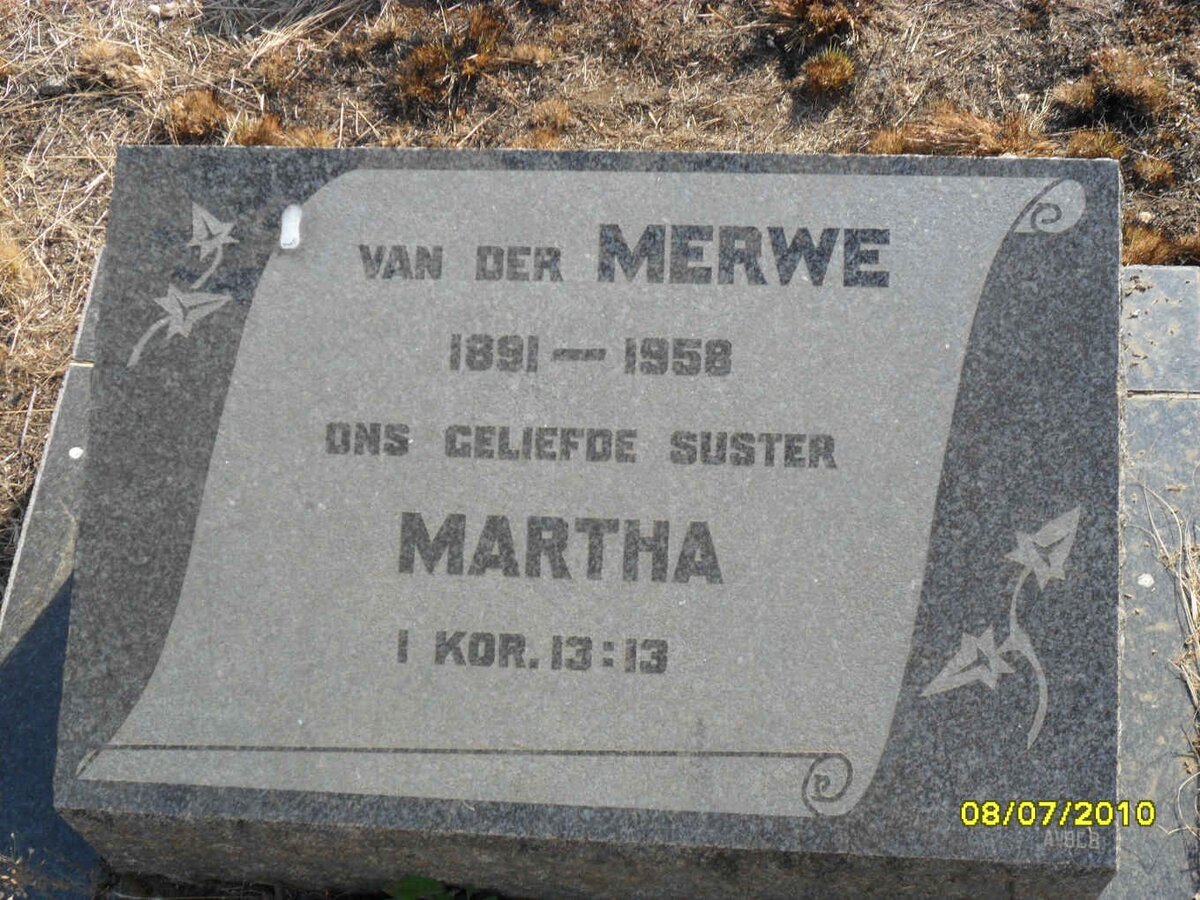 VAN DER MERWE
1891 — 1958
ONS GELIEFDE SUSTER
MARTHA
I KOR. 13:13
08/07/2010